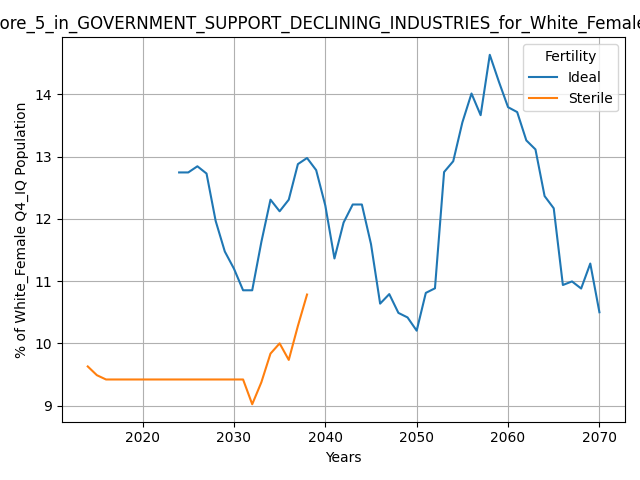 ore_5_in_GOVERNMENT_SUPPORT_DECLINING_INDUSTRIES_for_White_Female
Fertility
Ideal
Sterile
% of White_Female Q4_IQ Population
14
13
12
11
10
9
2020 2030 2040 2050 2060 2070
Years